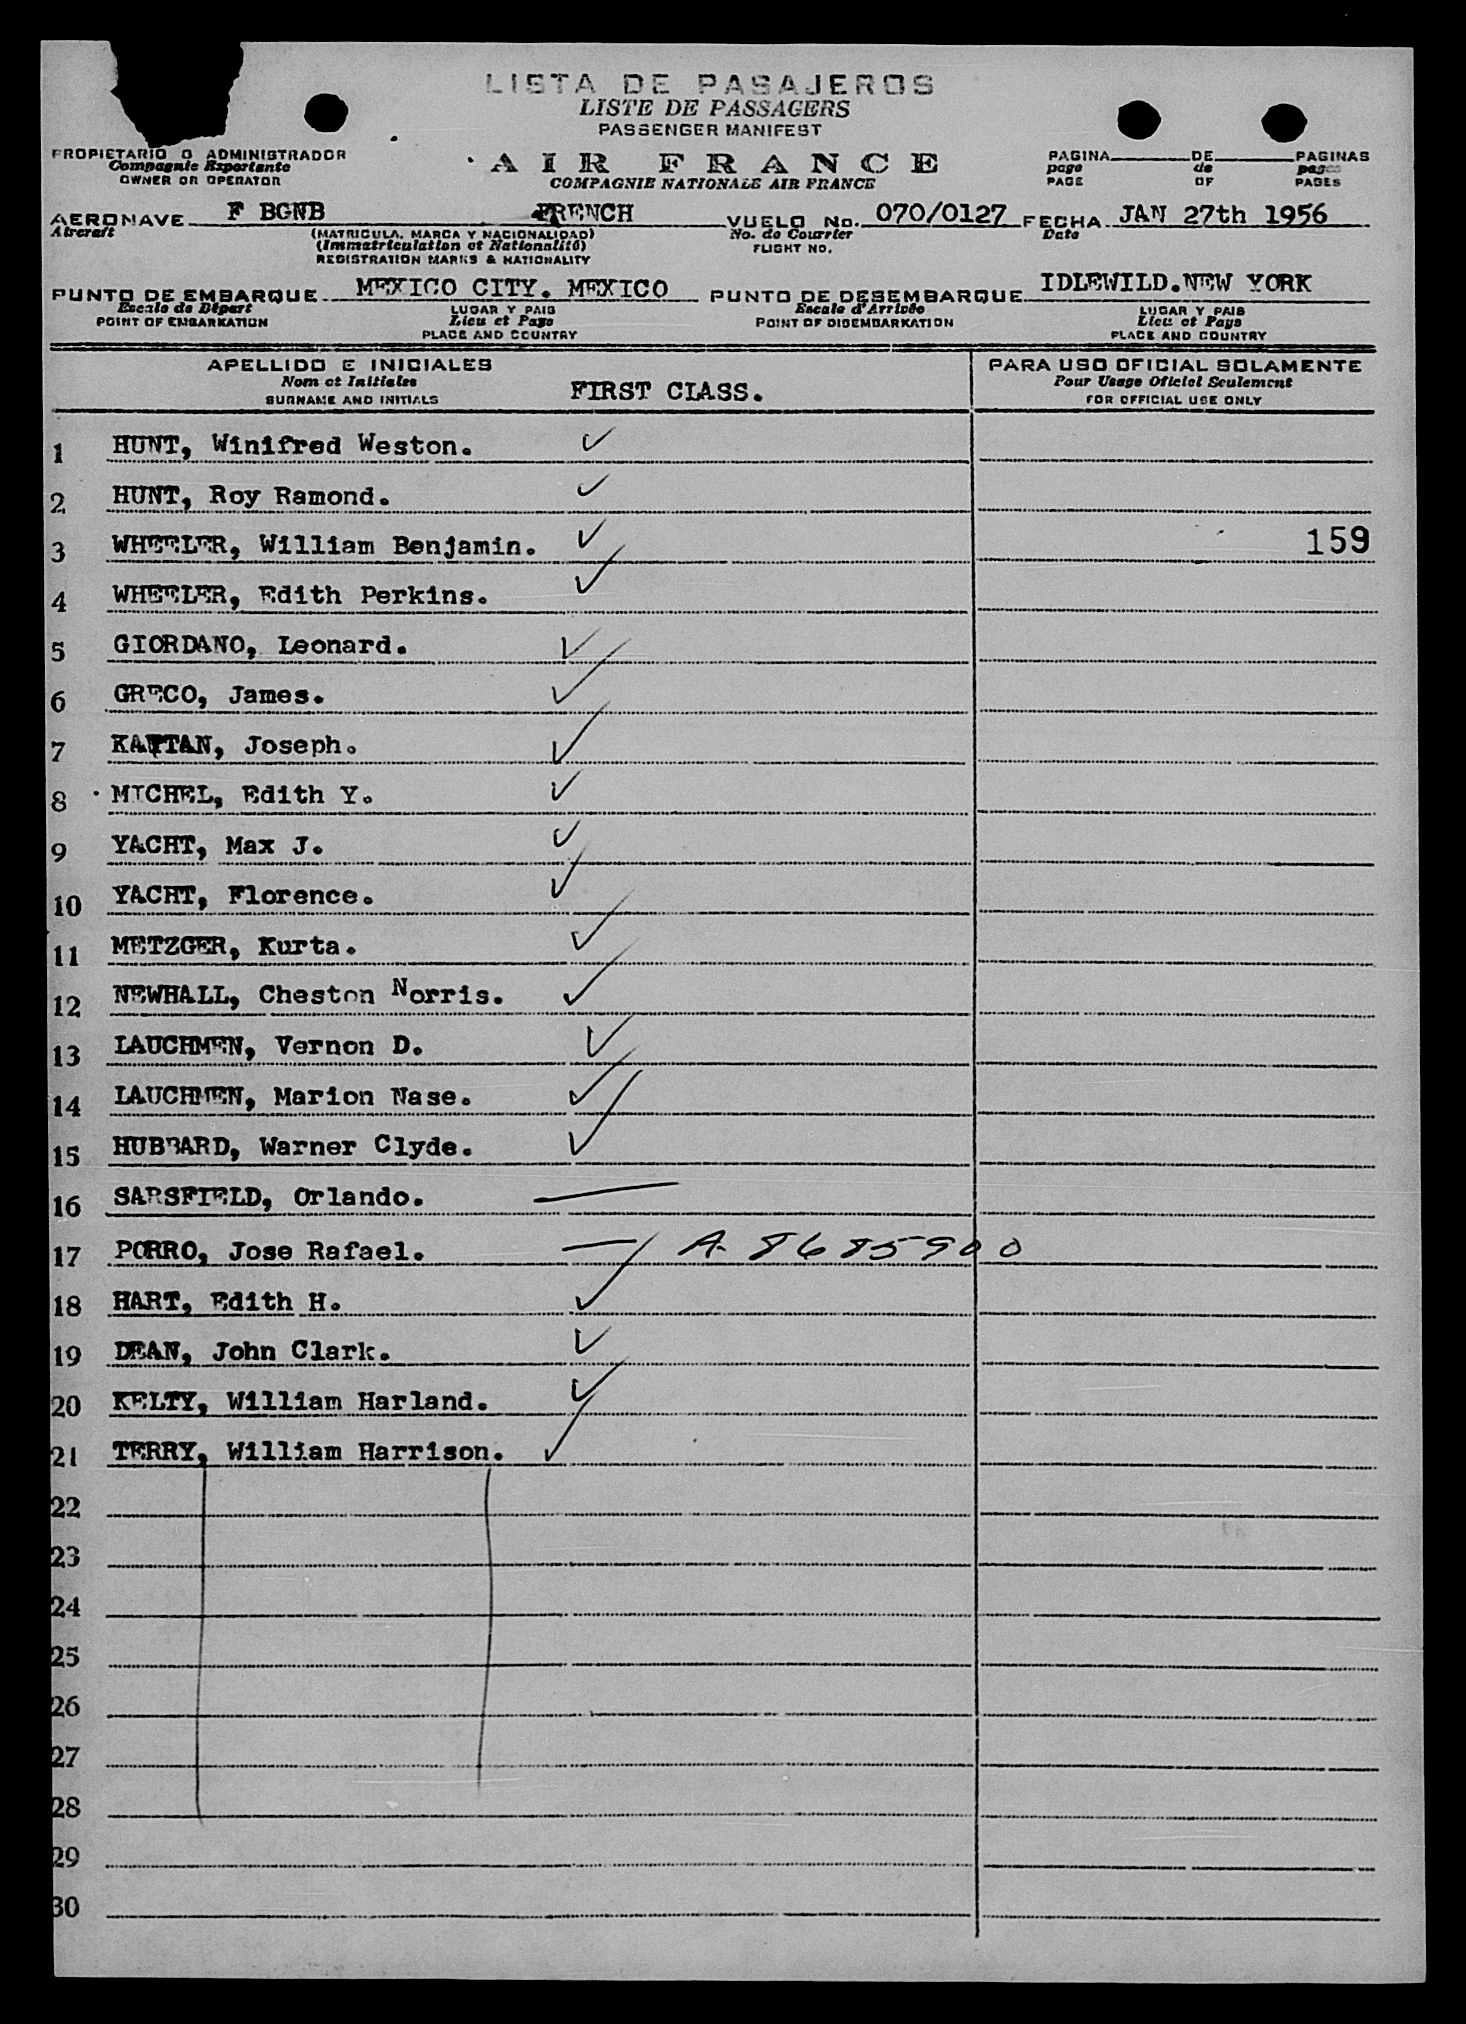 LISTA DE PASAJEROS
LISTE DE PASSAGERS
PASSENGER MANIFEST
PROPIETARIO O ADMINISTRADOR
Compagnie Exportante
OWNER OR OPERATOR
AIR FRANCE
COMPAGNIE NATIONALE AIR FRANCE
PAGINA DE PAGINAS
page de pages
PAGE OF PAGES
AERONAVE F BGNB FRENCH VUELO No. 070/0127 FECHA JAN 27th 1956
Aircraft (MATRICULA, MARCA Y NACIONALIDAD) No. de Courrier Date
(Immatriculation et Nationalité) FLIGHT NO.
REGISTRATION MARKS & NATIONALITY
PUNTO DE EMBARQUE MEXICO CITY. MEXICO PUNTO DE DESEMBARQUE IDLEWILD.NEW YORK
Escale de Départ LUGAR Y PAIS Escale d'Arrivée LUGAR Y PAIS
POINT OF EMBARKATION Lieu et Pays POINT OF DISEMBARKATION Lieu et Pays
PLACE AND COUNTRY PLACE AND COUNTRY
APELLIDO E INICIALES PARA USO OFICIAL SOLAMENTE
Nom et Initiales FIRST CLASS. Pour Usage Oficiel Seulement
SURNAME AND INITIALS FOR OFFICIAL USE ONLY
1 HUNT, Winifred Weston. ✓
2 HUNT, Roy Ramond. ✓
3 WHEELER, William Benjamin. ✓ 159
4 WHEELER, Edith Perkins. ✓
5 GIORDANO, Leonard. ✓
6 GRECO, James. ✓
7 KATTAN, Joseph. ✓
8 MICHEL, Edith Y. ✓
9 YACHT, Max J. ✓
10 YACHT, Florence. ✓
11 METZGER, Kurta. ✓
12 NEWHALL, Cheston Norris. ✓
13 LAUCHMEN, Vernon D. ✓
14 LAUCHMEN, Marion Nase. ✓
15 HUBBARD, Warner Clyde. ✓
16 SARSFIELD, Orlando. —
17 PORRO, Jose Rafael. — A-8685900
18 HART, Edith H. ✓
19 DEAN, John Clark. ✓
20 KELTY, William Harland. ✓
21 TERRY, William Harrison. ✓
22
23
24
25
26
27
28
29
30